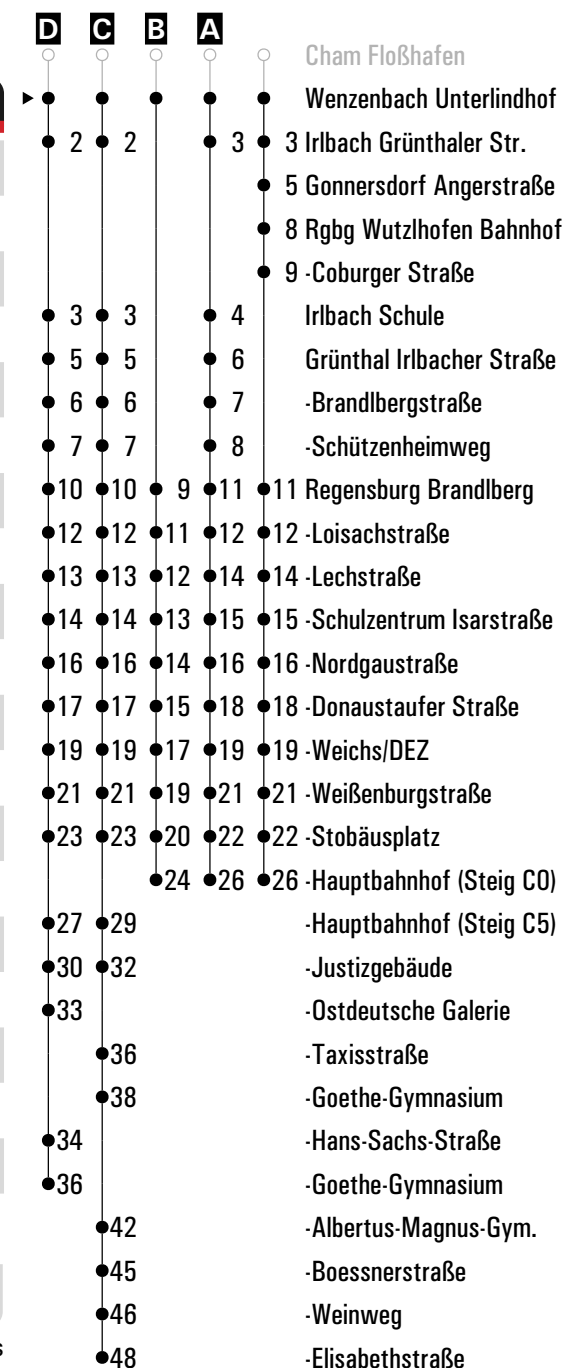 D C B A
Cham Floßhafen
Wenzenbach Unterlindhof
2 2 3 3 Irlbach Grünthaler Str.
5 Gonnersdorf Angerstraße
8 Rgbg Wutzlhofen Bahnhof
9 -Coburger Straße
3 3 4 Irlbach Schule
5 5 6 Grünthal Irlbacher Straße
6 6 7 -Brandlbergstraße
7 7 8 -Schützenheimweg
10 10 9 11 11 Regensburg Brandlberg
12 12 11 12 12 -Loisachstraße
13 13 12 14 14 -Lechstraße
14 14 13 15 15 -Schulzentrum Isarstraße
16 16 14 16 16 -Nordgaustraße
17 17 15 18 18 -Donaustaufer Straße
19 19 17 19 19 -Weichs/DEZ
21 21 19 21 21 -Weißenburgstraße
23 23 20 22 22 -Stobäusplatz
24 26 26 -Hauptbahnhof (Steig C0)
27 29 -Hauptbahnhof (Steig C5)
30 32 -Justizgebäude
33 -Ostdeutsche Galerie
36 -Taxisstraße
38 -Goethe-Gymnasium
34 -Hans-Sachs-Straße
36 -Goethe-Gymnasium
42 -Albertus-Magnus-Gym.
45 -Boessnerstraße
46 -Weinweg
48 -Elisabethstraße